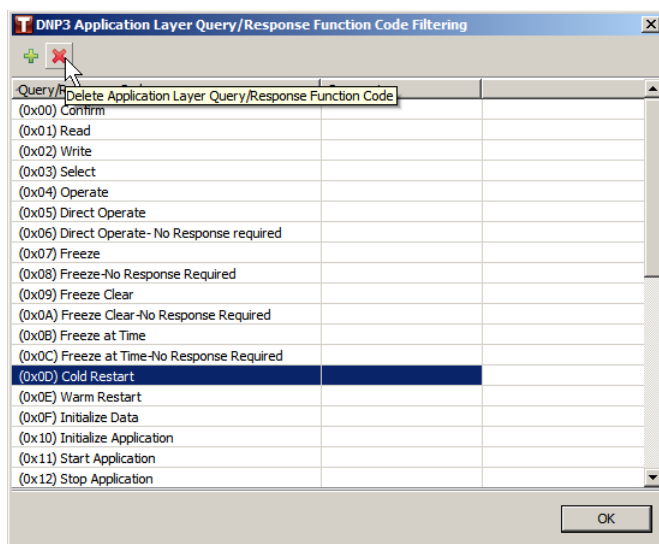 DNP3 Application Layer Query/Response Function Code Filtering
Query/R
Delete Application Layer Query/Response Function Code
(0x00) Confirm
(0x01) Read
(0x02) Write
(0x03) Select
(0x04) Operate
(0x05) Direct Operate
(0x06) Direct Operate- No Response required
(0x07) Freeze
(0x08) Freeze-No Response Required
(0x09) Freeze Clear
(0x0A) Freeze Clear-No Response Required
(0x0B) Freeze at Time
(0x0C) Freeze at Time-No Response Required
(0x0D) Cold Restart
(0x0E) Warm Restart
(0x0F) Initialize Data
(0x10) Initialize Application
(0x11) Start Application
(0x12) Stop Application
OK